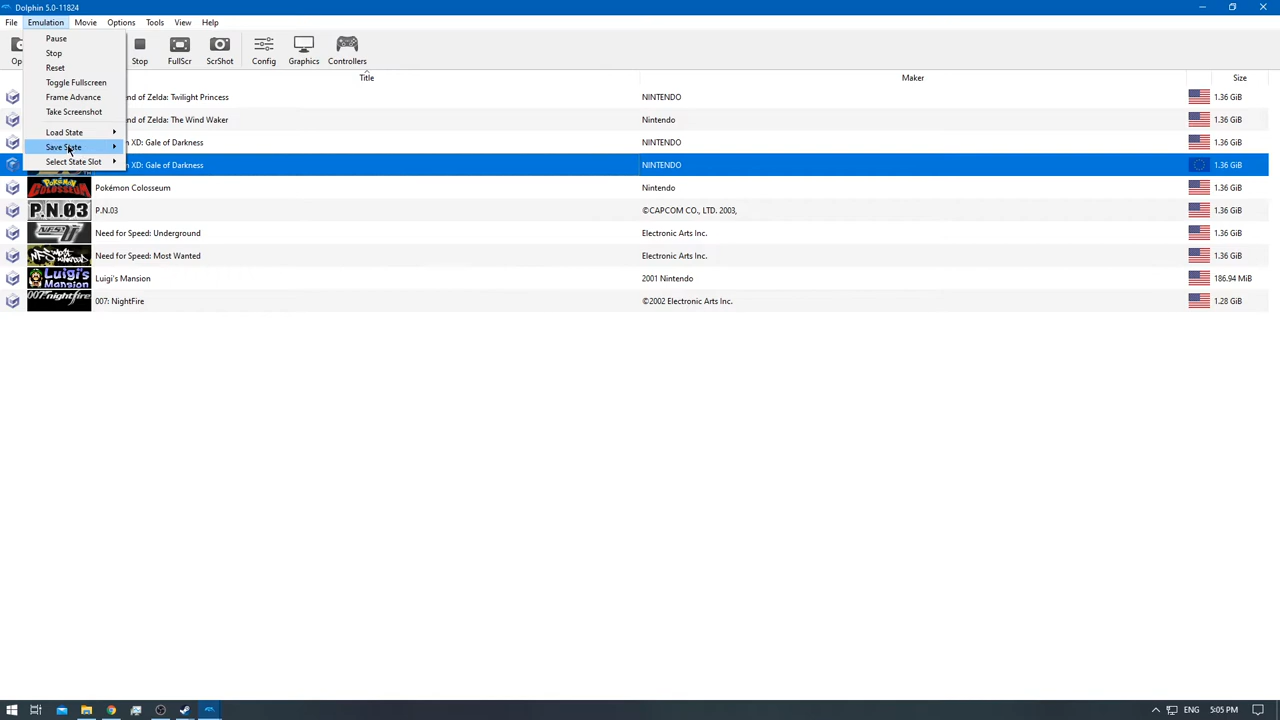 Dolphin 5.0-11824
File Emulation Movie Options Tools View Help
Pause
Stop
Reset
Toggle Fullscreen
Frame Advance
Take Screenshot
Load State
Save State
Select State Slot
Op Stop FullScr ScrShot Config Graphics Controllers
Title Maker Size
nd of Zelda: Twilight Princess NINTENDO 1.36 GiB
nd of Zelda: The Wind Waker Nintendo 1.36 GiB
n XD: Gale of Darkness NINTENDO 1.36 GiB
n XD: Gale of Darkness NINTENDO 1.36 GiB
POKéMON COLOSSEUM Pokémon Colosseum Nintendo 1.36 GiB
P.N.03 P.N.03 ©CAPCOM CO., LTD. 2003, 1.36 GiB
Need for Speed: Underground Electronic Arts Inc. 1.36 GiB
Need for Speed: Most Wanted Electronic Arts Inc. 1.36 GiB
Luigi's Mansion Luigi's Mansion 2001 Nintendo 186.94 MiB
007: nightfire 007: NightFire ©2002 Electronic Arts Inc. 1.28 GiB
ENG 5:05 PM